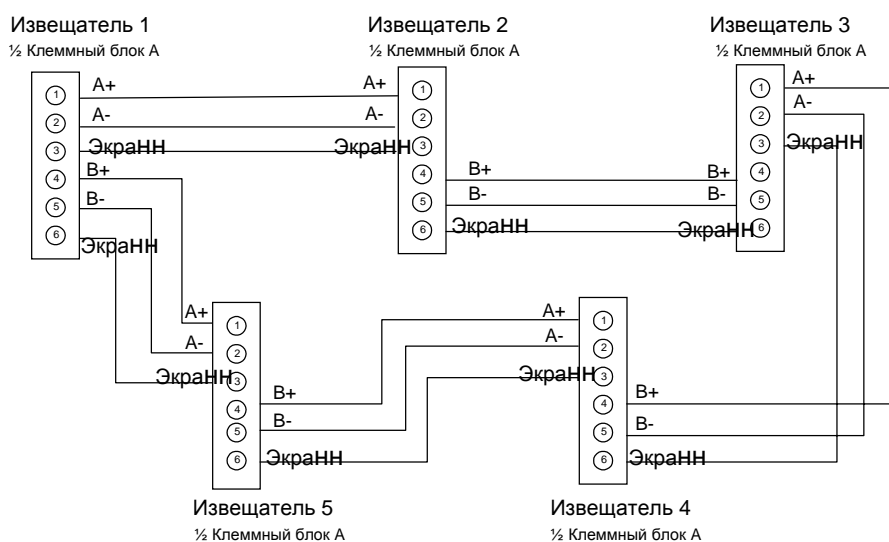 Извещатель 1
½ Клеммный блок А
Извещатель 2
½ Клеммный блок А
Извещатель 3
½ Клеммный блок А
1 A+ A+ 1 1 A+
2 A- A- 2 2 A-
3 ЭкраНН ЭкраНН 3 3 ЭкраНН
4 B+ 4 B+ B+ 4
5 B- 5 B- B- 5
6 ЭкраНН 6 ЭкраНН ЭкраНН 6
A+ 1 A+ 1
A- 2 A- 2
ЭкраНН 3 ЭкраНН 3
4 B+ 4 B+
5 B- 5 B-
6 ЭкраНН 6 ЭкраНН
Извещатель 5
½ Клеммный блок А
Извещатель 4
½ Клеммный блок А